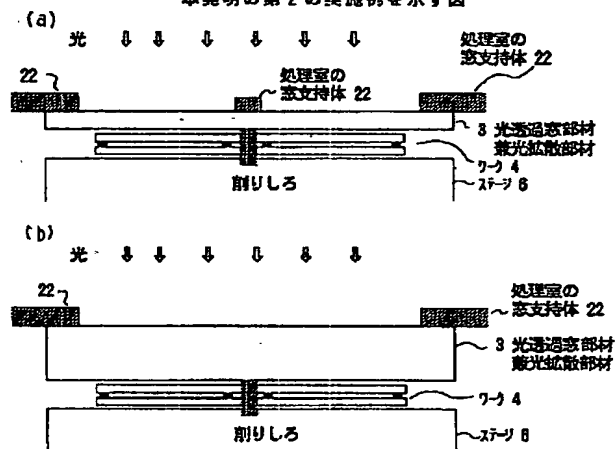 本発明の第2の実施例を示す図
(a)
光
処理室の
窓支持体 22
処理室の
窓支持体
22
22
3 光透過窓部材
兼光拡散部材
ワーク 4
ステージ 6
削りしろ
(b)
光
22
処理室の
窓支持体 22
3 光透過窓部材
兼光拡散部材
ワーク 4
削りしろ
ステージ 6